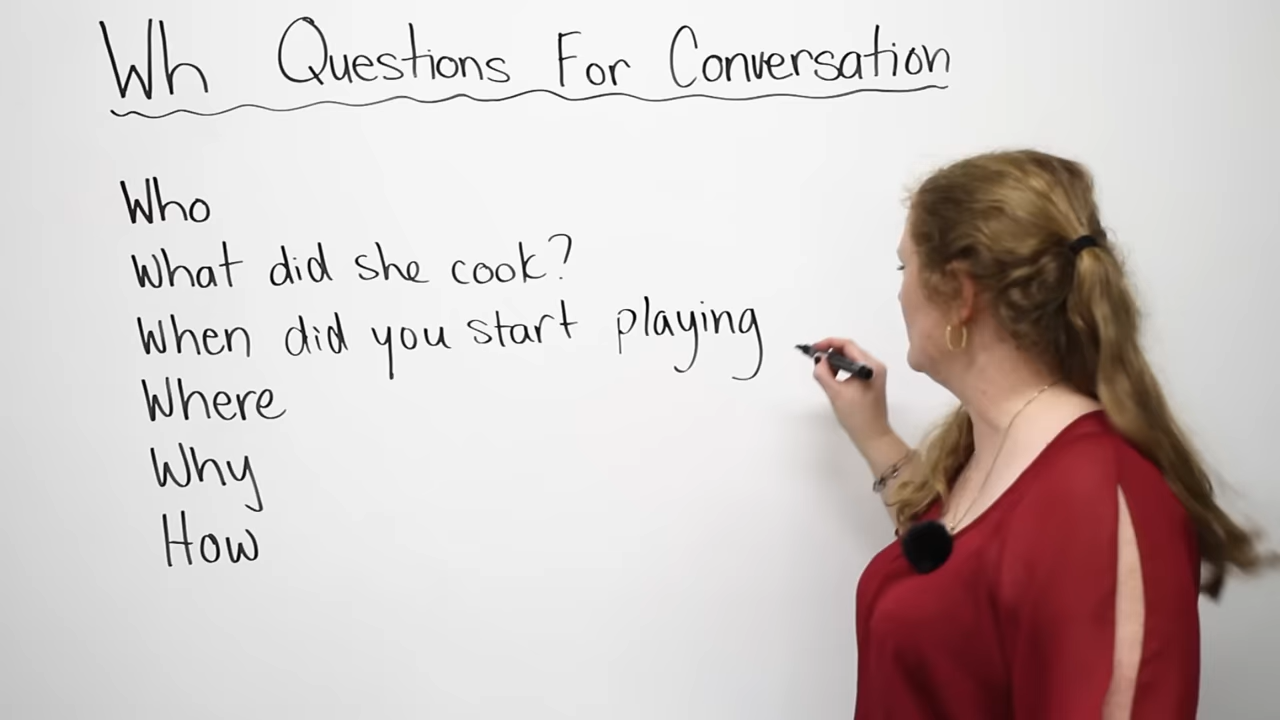 Wh Questions For Conversation
Who
What did she cook?
When did you start playing
Where
Why
How